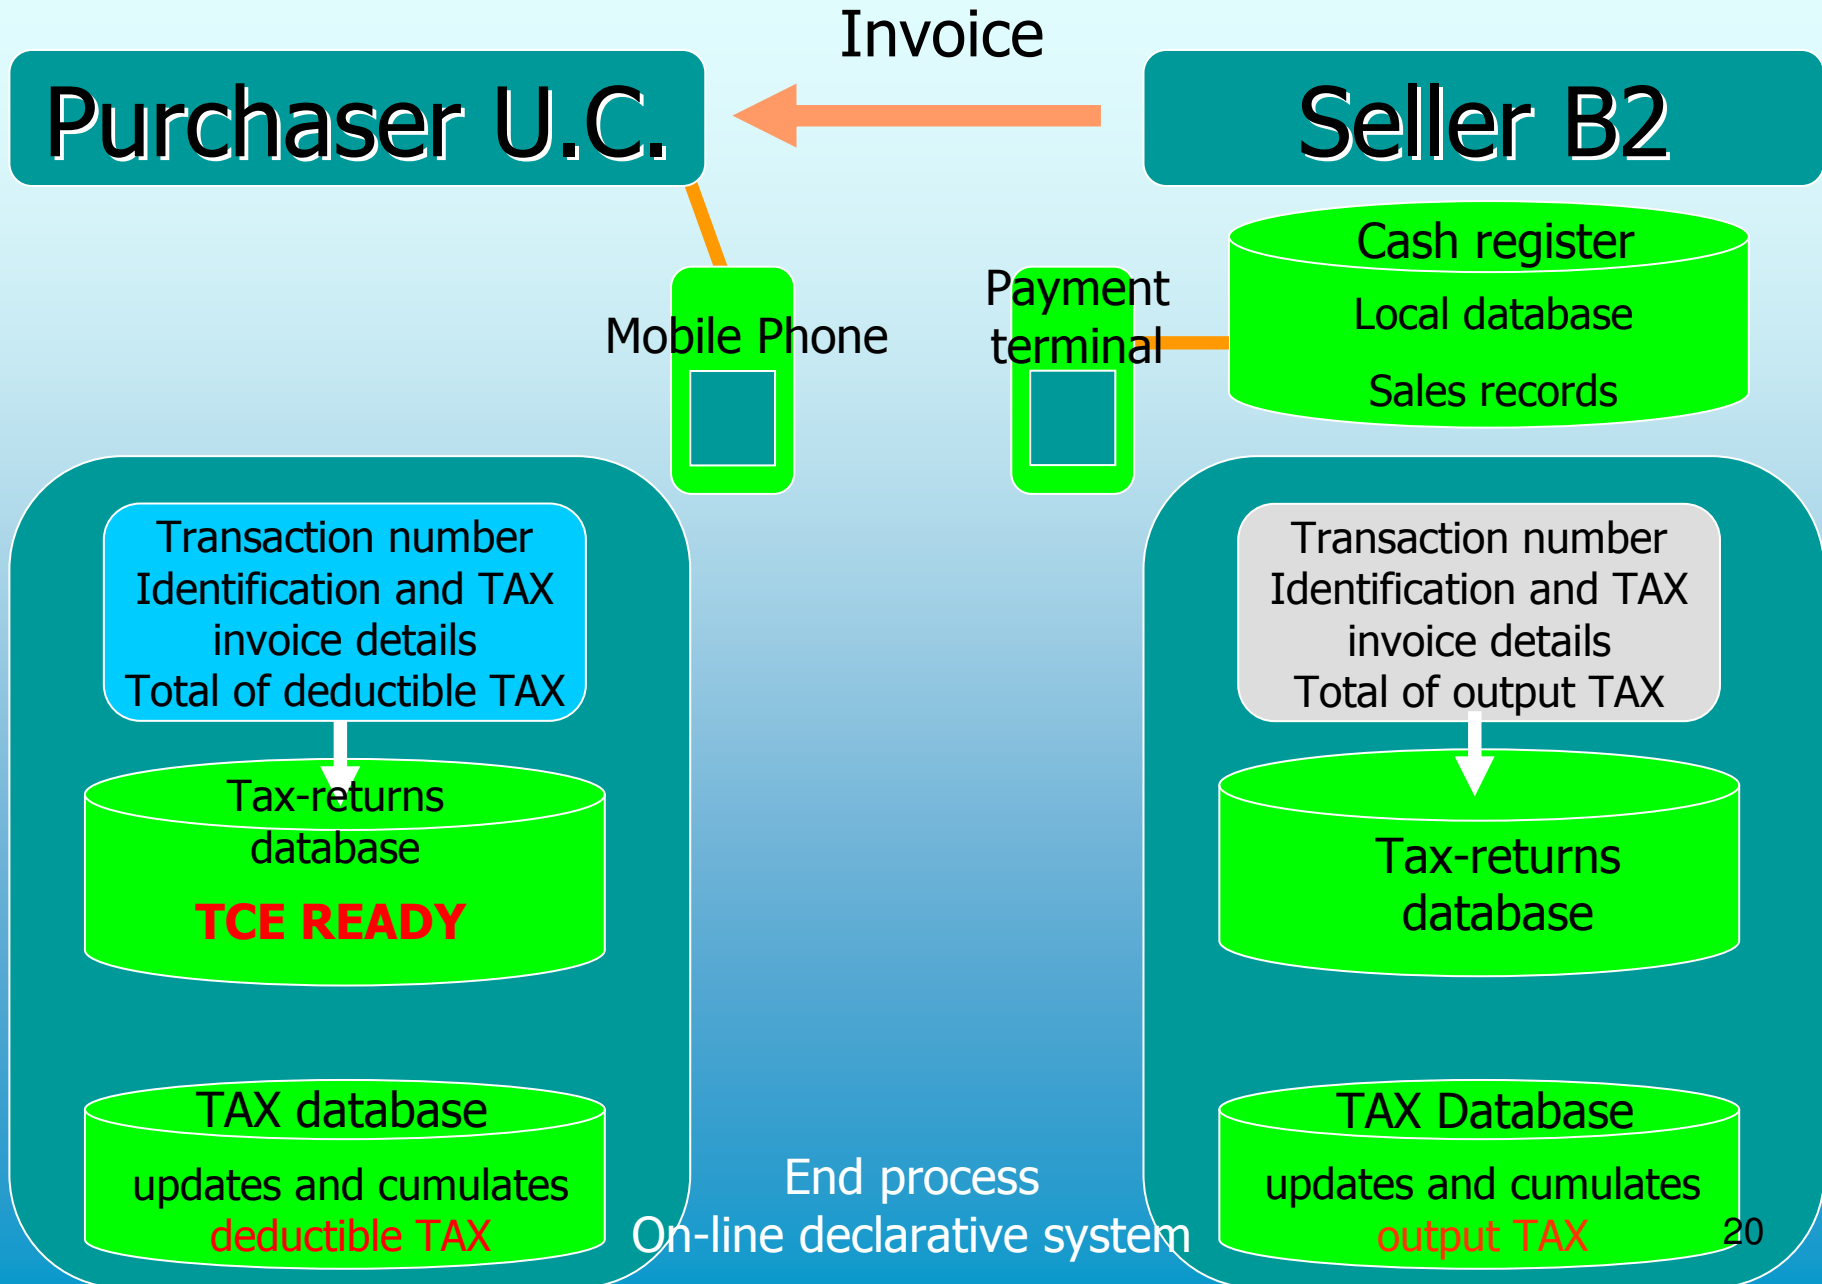 Invoice
Purchaser U.C.
Seller B2
Cash register
Local database
Sales records
Payment
terminal
Mobile Phone
Transaction number
Identification and TAX
invoice details
Total of deductible TAX
Tax-returns
database
TCE READY
TAX database
updates and cumulates
deductible TAX
Transaction number
Identification and TAX
invoice details
Total of output TAX
Tax-returns
database
TAX Database
updates and cumulates
output TAX
End process
On-line declarative system
20